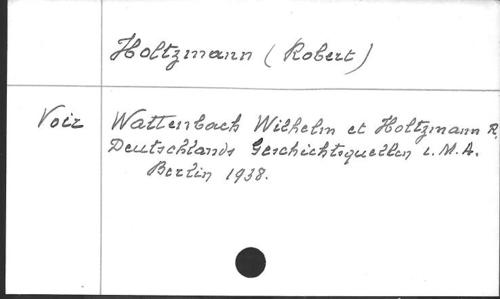 Holtzmann (Robert)
Voir Wattenbach Wilhelm et Holtzmann R.
Deutschlands Geschichtsquellen i. M. A.
Berlin 1938.